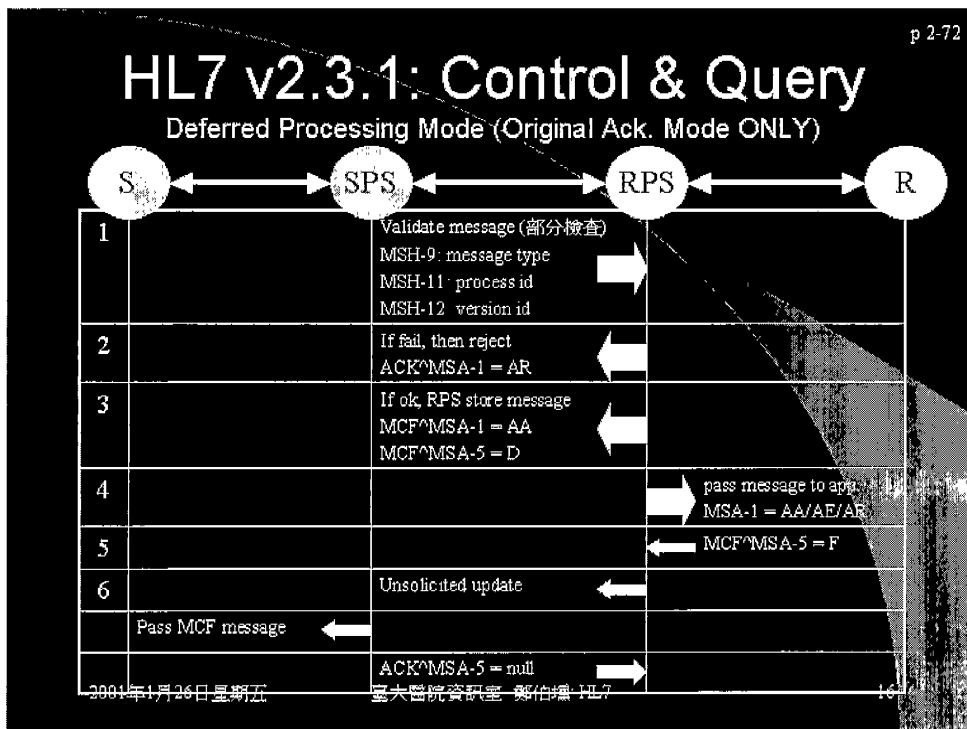 p 2-72
HL7 v2.3.1: Control & Query
Deferred Processing Mode (Original Ack. Mode ONLY)
S SPS RPS R
1
Validate message (部分檢查)
MSH-9: message type
MSH-11: process id
MSH-12 version id
2
If fail, then reject
ACK^MSA-1 = AR
3
If ok, RPS store message
MCF^MSA-1 = AA
MCF^MSA-5 = D
4
pass message to app.
MSA-1 = AA/AE/AR
5
MCF^MSA-5 = F
6
Unsolicited update
Pass MCF message
ACK^MSA-5 = null
2001年1月26日星期五 臺大醫院資訊室 鄭伯壎 HL7 16